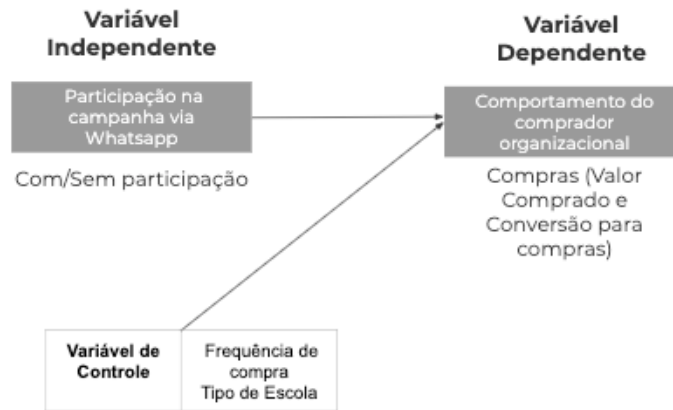 Variável
Independente
Participação na
campanha via
Whatsapp
Com/Sem participação
Variável
Dependente
Comportamento do
comprador
organizacional
Compras (Valor
Comprado e
Conversão para
compras)
Variável de
Controle
Frequência de
compra
Tipo de Escola